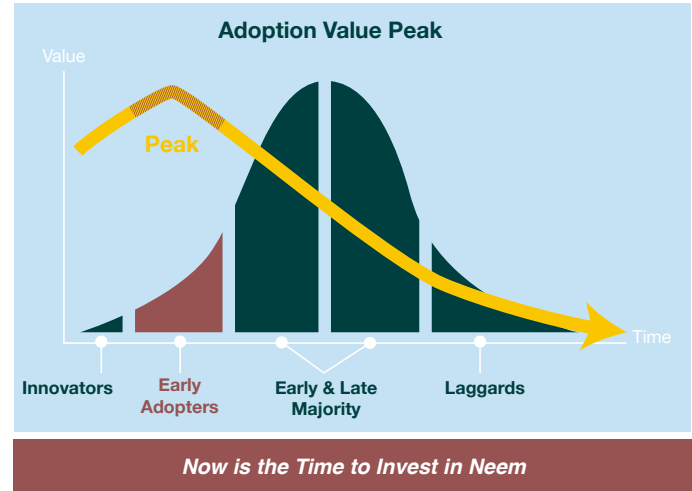 Adoption Value Peak
Value
Peak
Time
Innovators
Early
Adopters
Early & Late
Majority
Laggards
Now is the Time to Invest in Neem